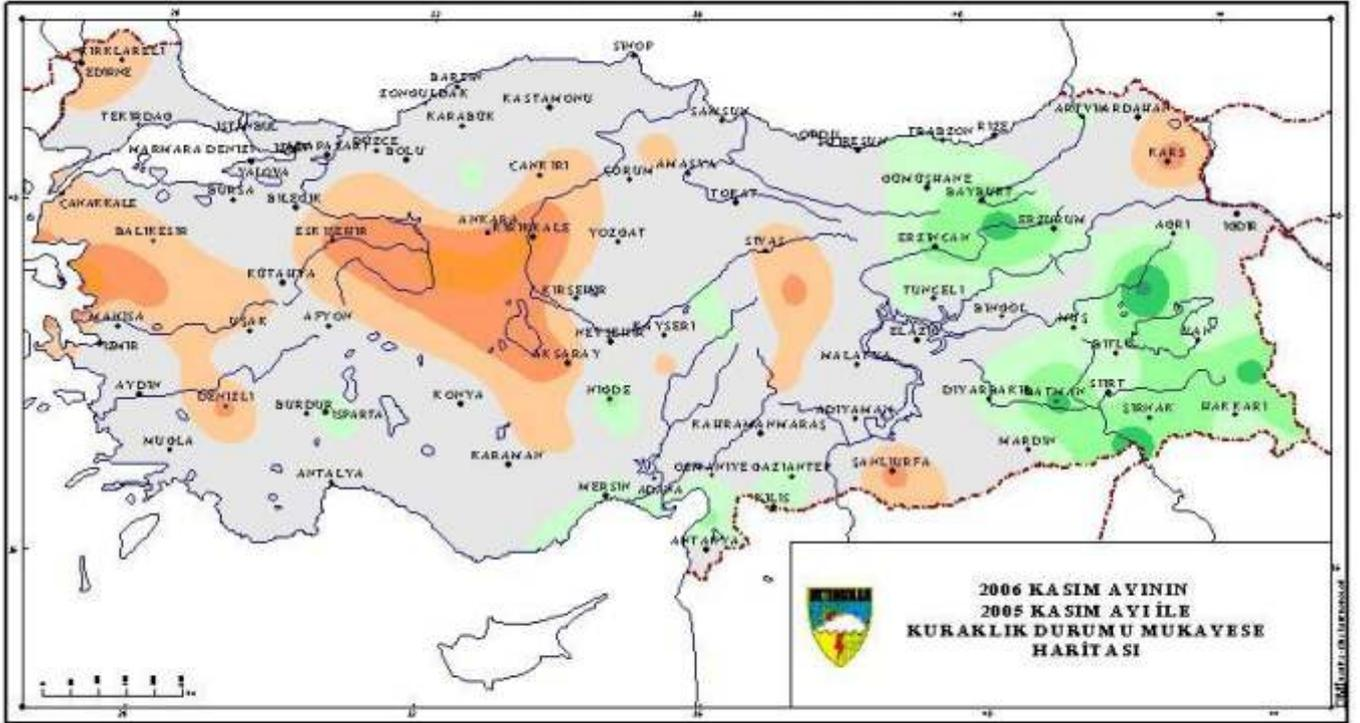 SİNOP
KIRKLARELİ
EDİRNE
BARTIN
ZONGULDAK
KASTAMONU
KARABÜK
TEKİRDAĞ
İSTANBUL
SAMSUN
ORDU
GİRESUN
TRABZON
RİZE
ARTVİN
ARDAHAN
KARS
MARMARA DENİZİ
DÜZCE
BOLU
YALOVA
BURSA
BİLECİK
ÇANKIRI
ÇORUM
AMASYA
TOKAT
GÜMÜŞHANE
BAYBURT
ÇANAKKALE
BALIKESİR
ESKİŞEHİR
ANKARA
KIRIKKALE
YOZGAT
SİVAS
ERZİNCAN
ERZURUM
AĞRI
IĞDIR
KÜTAHYA
KIRŞEHİR
TUNCELİ
BİNGÖL
MUŞ
MANİSA
UŞAK
AFYON
NEVŞEHİR
KAYSERİ
ELAZIĞ
BİTLİS
VAN
İZMİR
AKSARAY
MALATYA
AYDIN
DENİZLİ
BURDUR
ISPARTA
KONYA
NİĞDE
DİYARBAKIR
BATMAN
SİİRT
ŞIRNAK
HAKKARİ
ADIYAMAN
KAHRAMANMARAŞ
MUĞLA
ANTALYA
KARAMAN
MERSİN
ADANA
OSMANİYE
GAZİANTEP
ŞANLIURFA
MARDİN
KİLİS
ANTAKYA
2006 KASIM AYININ
2005 KASIM AYI İLE
KURAKLIK DURUMU MUKAYESE
HARİTASI